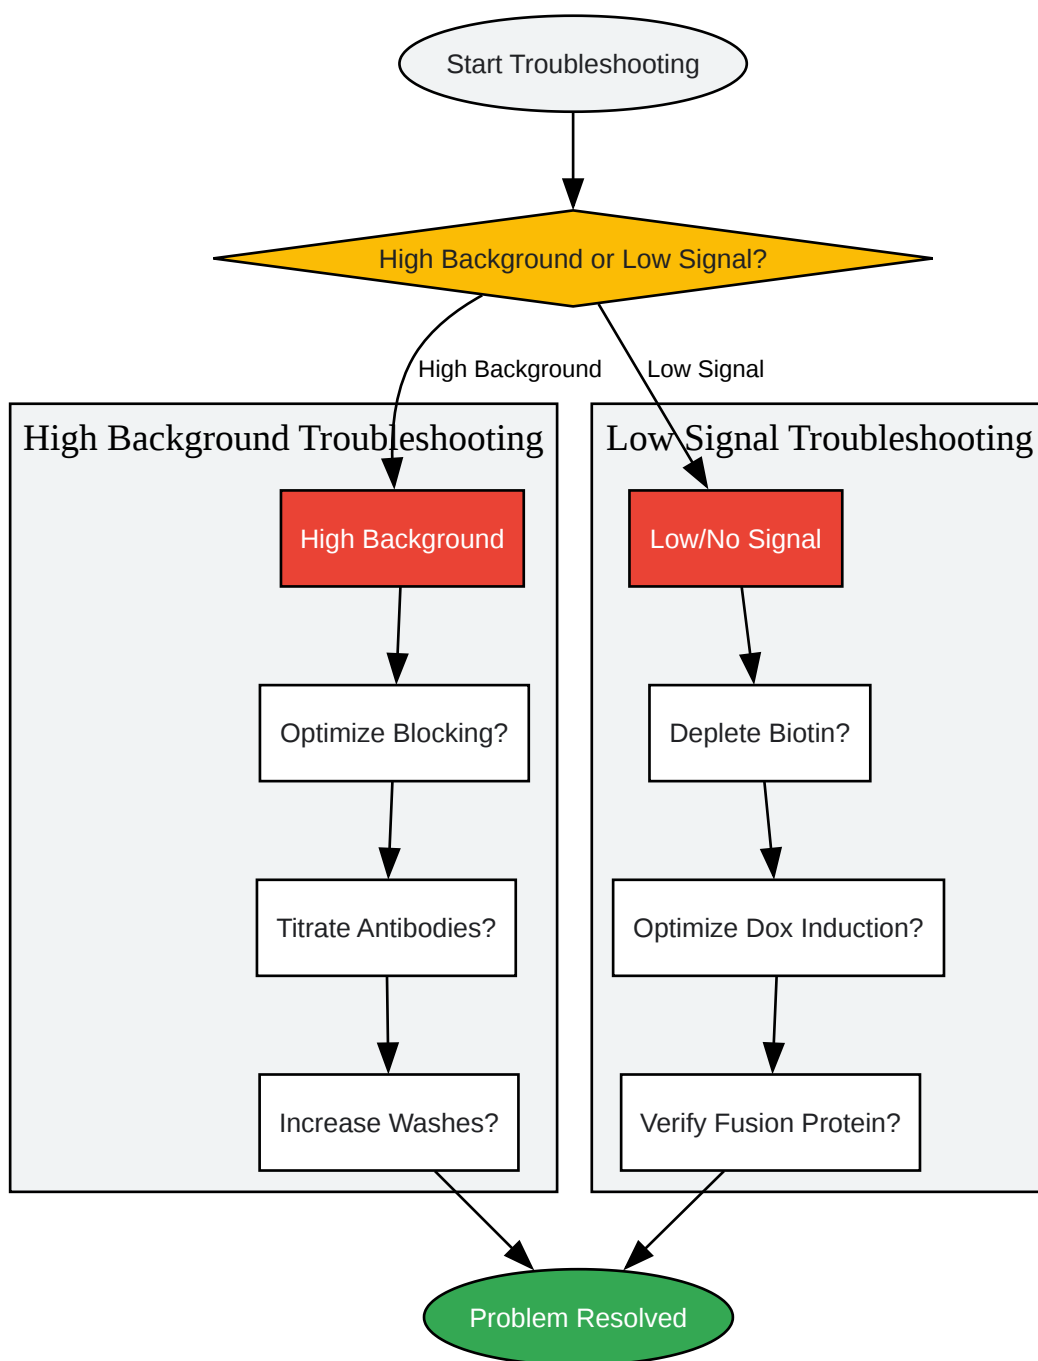 Start Troubleshooting
High Background or Low Signal?
High Background
Low Signal
High Background Troubleshooting
High Background
Optimize Blocking?
Titrate Antibodies?
Increase Washes?
Low Signal Troubleshooting
Low/No Signal
Deplete Biotin?
Optimize Dox Induction?
Verify Fusion Protein?
Problem Resolved